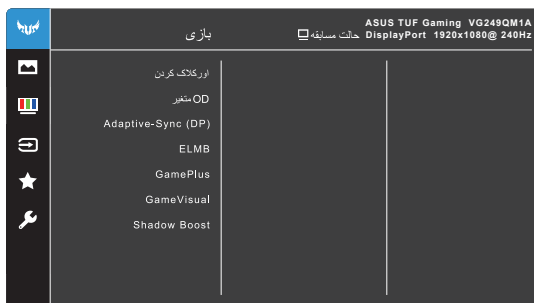 بازی
ASUS TUF Gaming VG249QM1A
حالت مسابقه DisplayPort 1920x1080@ 240Hz
اورکلاک کردن
OD متغیر
Adaptive-Sync (DP)
ELMB
GamePlus
GameVisual
Shadow Boost